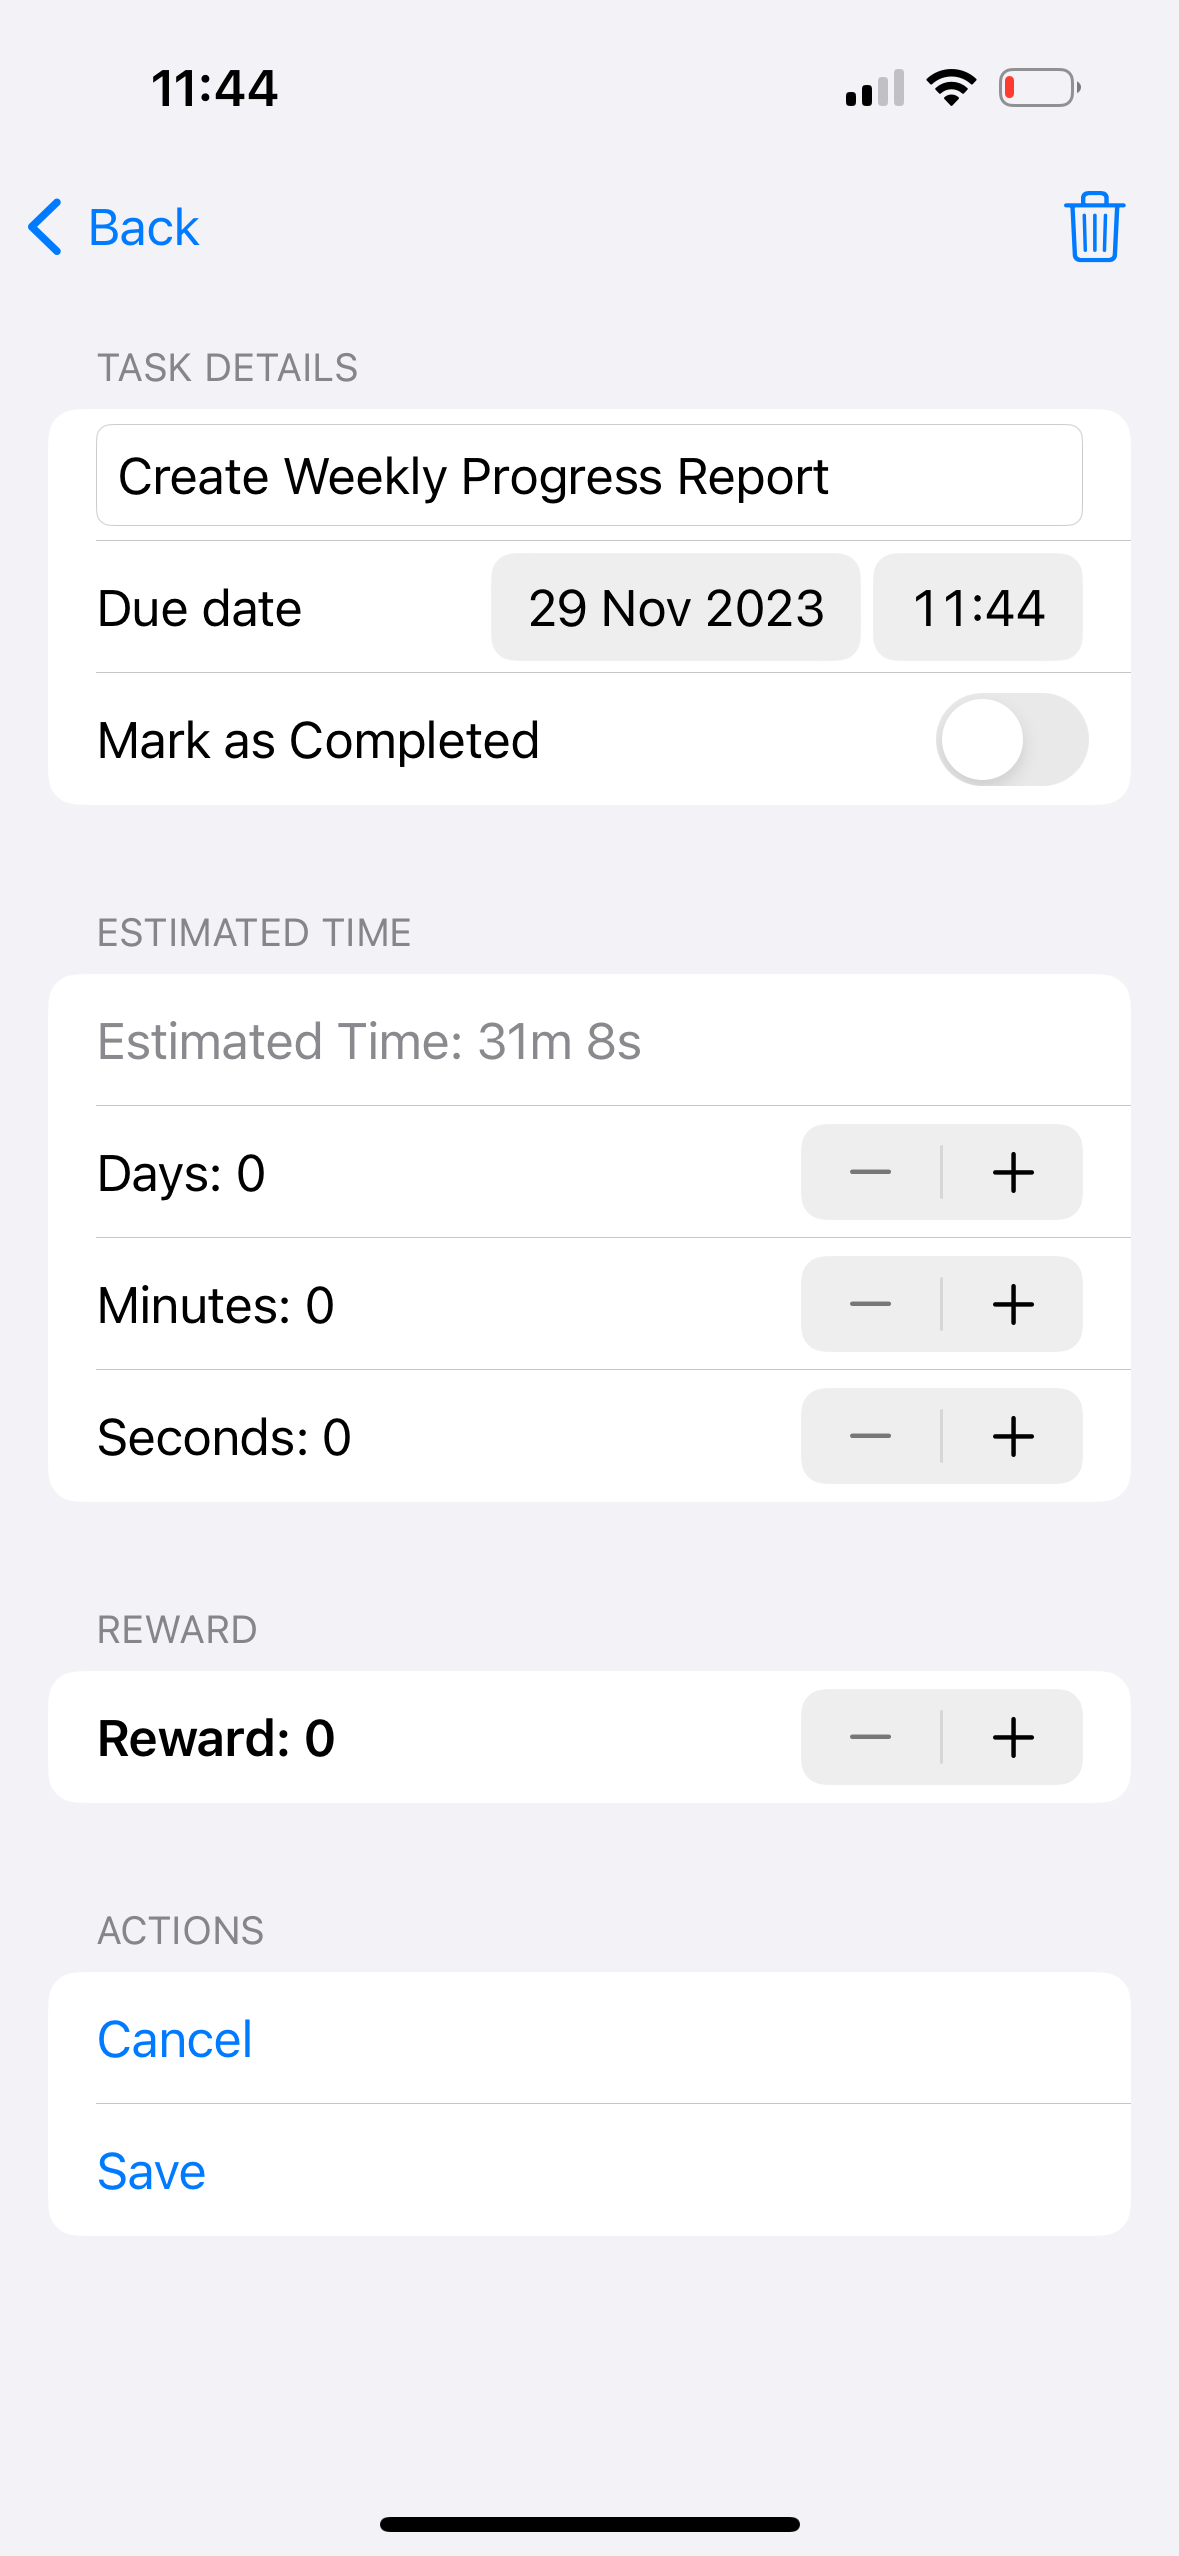 11:44
Back
TASK DETAILS
Create Weekly Progress Report
Due date 29 Nov 2023 11:44
Mark as Completed
ESTIMATED TIME
Estimated Time: 31m 8s
Days: 0
Minutes: 0
Seconds: 0
REWARD
Reward: 0
ACTIONS
Cancel
Save